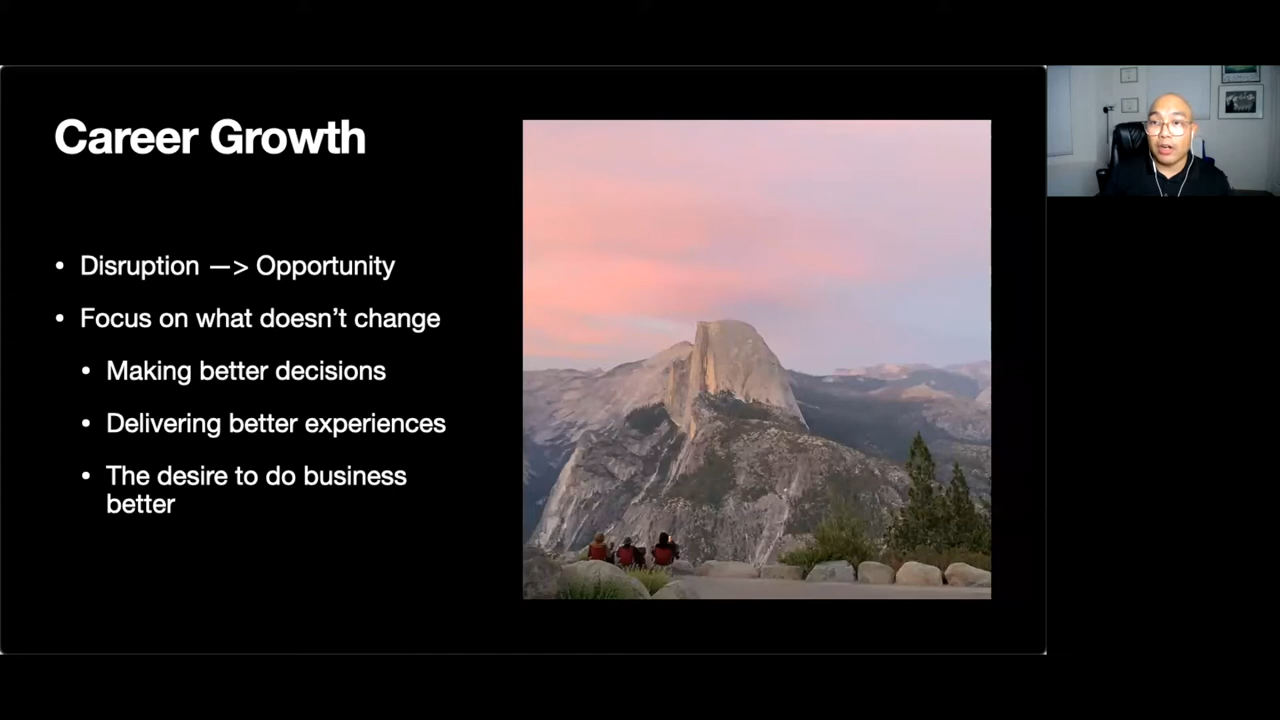 Career Growth
• Disruption —> Opportunity
• Focus on what doesn’t change
• Making better decisions
• Delivering better experiences
• The desire to do business
better